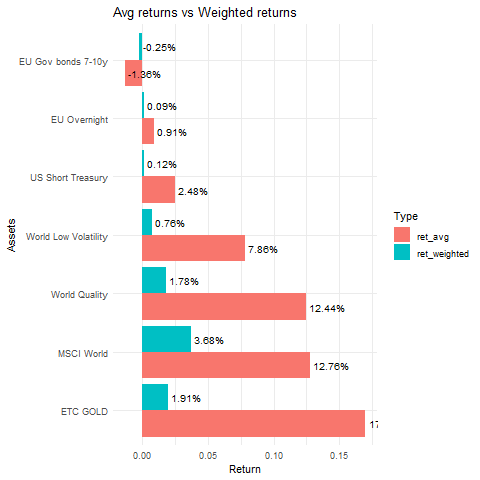 Avg returns vs Weighted returns
EU Gov bonds 7-10y
-0.25%
-1.36%
EU Overnight
0.09%
0.91%
US Short Treasury
0.12%
2.48%
World Low Volatility
0.76%
7.86%
World Quality
1.78%
12.44%
MSCI World
3.68%
12.76%
ETC GOLD
1.91%
17
0.00 0.05 0.10 0.15
Return
Assets
Type
ret_avg
ret_weighted